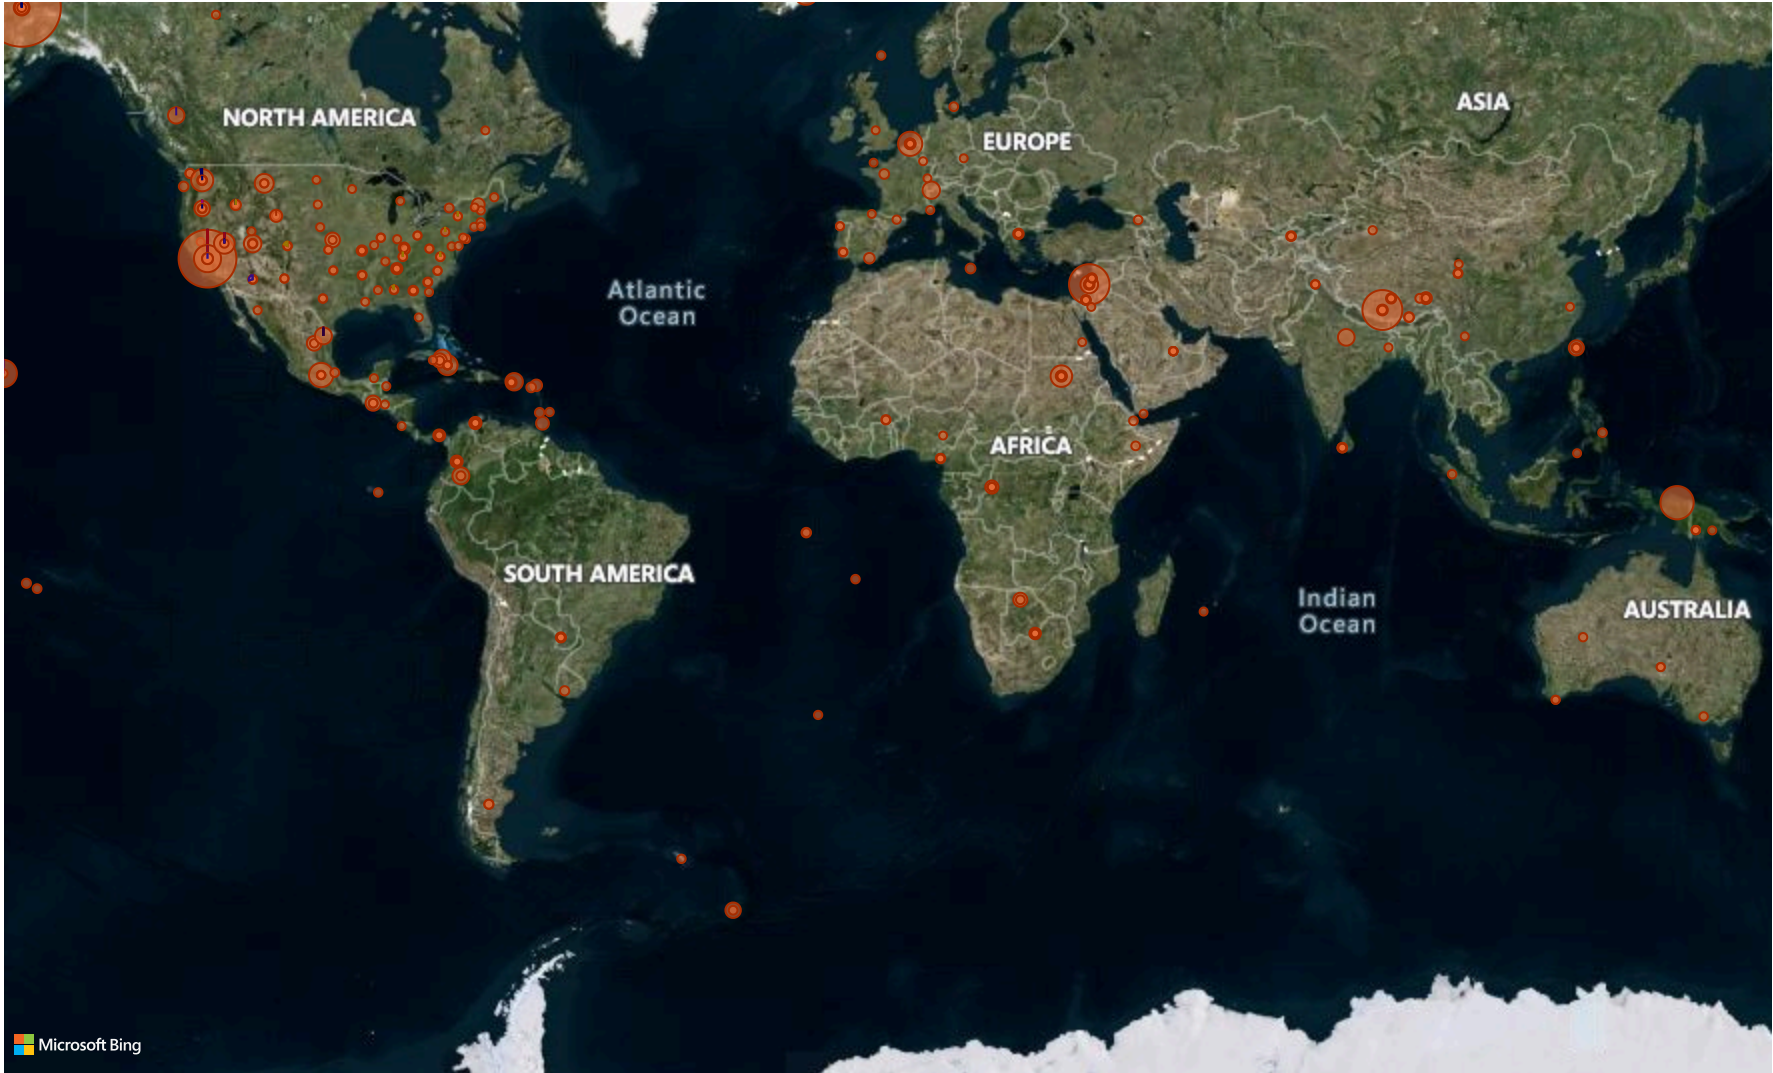 NORTH AMERICA
ASIA
EUROPE
Atlantic
Ocean
AFRICA
SOUTH AMERICA
Indian
Ocean
AUSTRALIA
Microsoft Bing